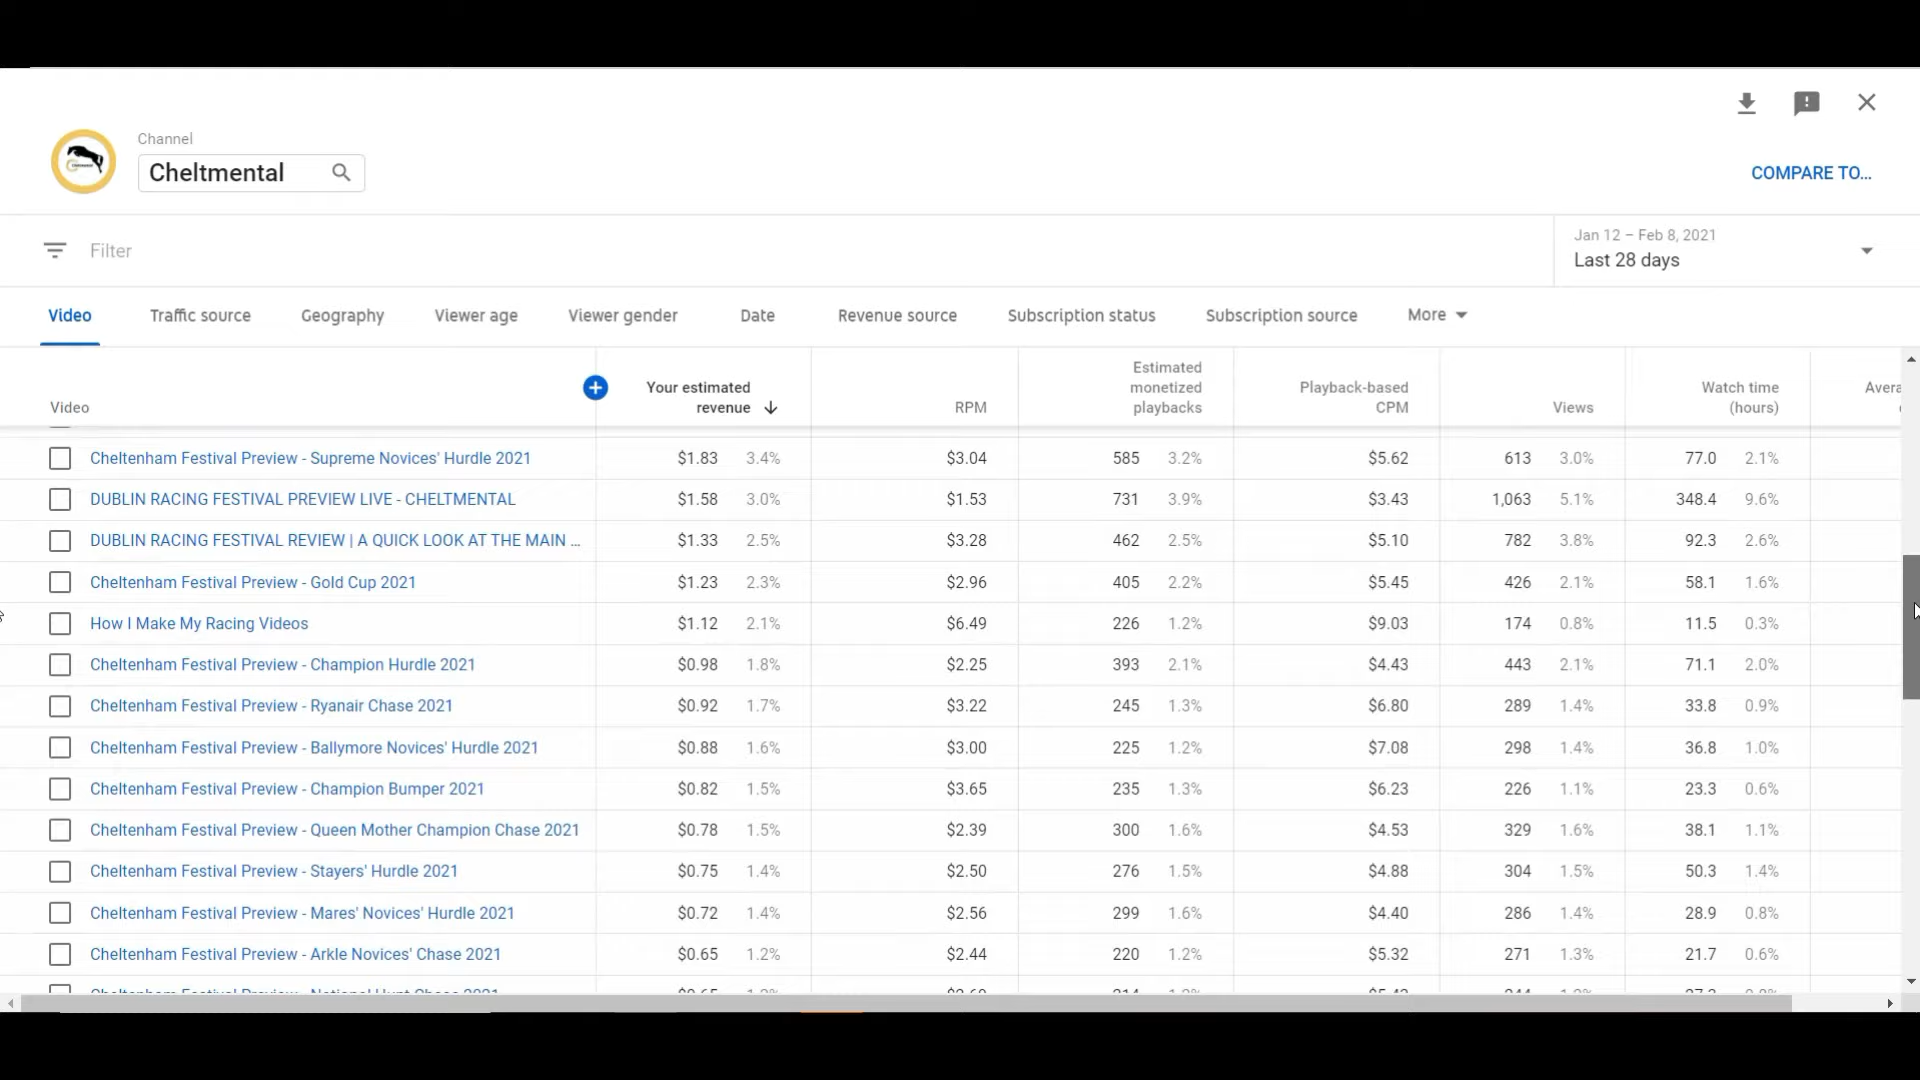 Channel
Cheltmental
COMPARE TO...
Filter
Jan 12 – Feb 8, 2021
Last 28 days
Video Traffic source Geography Viewer age Viewer gender Date Revenue source Subscription status Subscription source More
Video Your estimated revenue RPM Estimated monetized playbacks Playback-based CPM Views Watch time (hours) Avera
Cheltenham Festival Preview - Supreme Novices' Hurdle 2021 $1.83 3.4% $3.04 585 3.2% $5.62 613 3.0% 77.0 2.1%
DUBLIN RACING FESTIVAL PREVIEW LIVE - CHELTMENTAL $1.58 3.0% $1.53 731 3.9% $3.43 1,063 5.1% 348.4 9.6%
DUBLIN RACING FESTIVAL REVIEW | A QUICK LOOK AT THE MAIN ... $1.33 2.5% $3.28 462 2.5% $5.10 782 3.8% 92.3 2.6%
Cheltenham Festival Preview - Gold Cup 2021 $1.23 2.3% $2.96 405 2.2% $5.45 426 2.1% 58.1 1.6%
How I Make My Racing Videos $1.12 2.1% $6.49 226 1.2% $9.03 174 0.8% 11.5 0.3%
Cheltenham Festival Preview - Champion Hurdle 2021 $0.98 1.8% $2.25 393 2.1% $4.43 443 2.1% 71.1 2.0%
Cheltenham Festival Preview - Ryanair Chase 2021 $0.92 1.7% $3.22 245 1.3% $6.80 289 1.4% 33.8 0.9%
Cheltenham Festival Preview - Ballymore Novices' Hurdle 2021 $0.88 1.6% $3.00 225 1.2% $7.08 298 1.4% 36.8 1.0%
Cheltenham Festival Preview - Champion Bumper 2021 $0.82 1.5% $3.65 235 1.3% $6.23 226 1.1% 23.3 0.6%
Cheltenham Festival Preview - Queen Mother Champion Chase 2021 $0.78 1.5% $2.39 300 1.6% $4.53 329 1.6% 38.1 1.1%
Cheltenham Festival Preview - Stayers' Hurdle 2021 $0.75 1.4% $2.50 276 1.5% $4.88 304 1.5% 50.3 1.4%
Cheltenham Festival Preview - Mares' Novices' Hurdle 2021 $0.72 1.4% $2.56 299 1.6% $4.40 286 1.4% 28.9 0.8%
Cheltenham Festival Preview - Arkle Novices' Chase 2021 $0.65 1.2% $2.44 220 1.2% $5.32 271 1.3% 21.7 0.6%